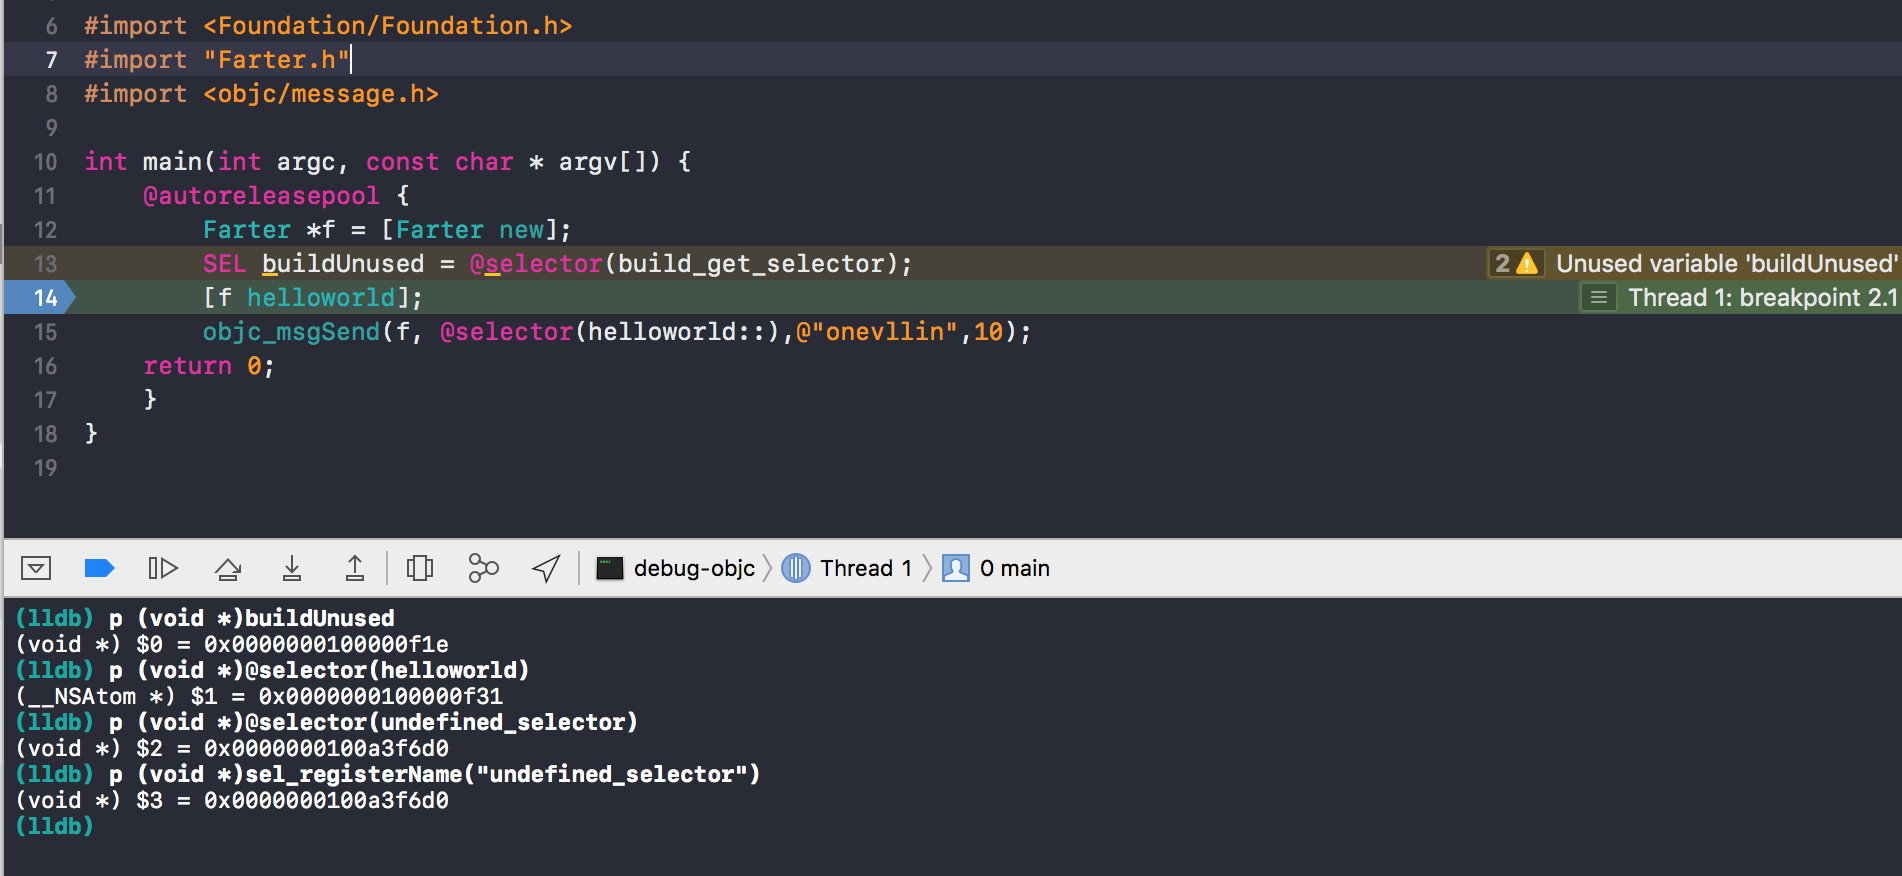 6 #import <Foundation/Foundation.h>
7 #import "Farter.h"
8 #import <objc/message.h>
9
10 int main(int argc, const char * argv[]) {
11     @autoreleasepool {
12         Farter *f = [Farter new];
13         SEL buildUnused = @selector(build_get_selector); 2 Unused variable 'buildUnused'
14         [f helloworld]; Thread 1: breakpoint 2.1
15         objc_msgSend(f, @selector(helloworld::),@"onevllin",10);
16     return 0;
17     }
18 }
19
debug-objc Thread 1 0 main
(lldb) p (void *)buildUnused
(void *) $0 = 0x0000000100000f1e
(lldb) p (void *)@selector(helloworld)
(__NSAtom *) $1 = 0x0000000100000f31
(lldb) p (void *)@selector(undefined_selector)
(void *) $2 = 0x0000000100a3f6d0
(lldb) p (void *)sel_registerName("undefined_selector")
(void *) $3 = 0x0000000100a3f6d0
(lldb)